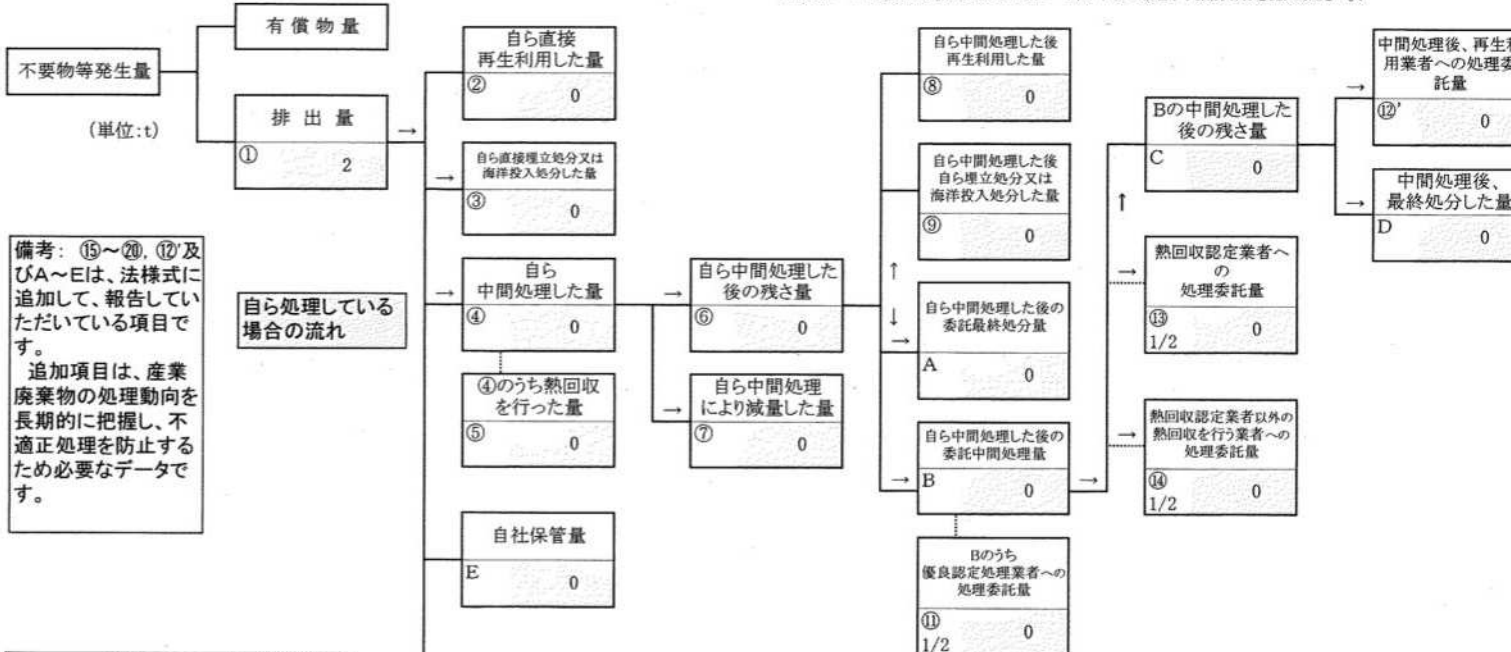 有償物量
不要物等発生量
(単位:t)
排出量
①
2
→
自ら直接
再生利用した量
②
0
→
自ら直接埋立処分又は
海洋投入処分した量
③
0
→
自ら
中間処理した量
④
0
④のうち熱回収
を行った量
⑤
0
自社保管量
E
0
備考: ⑮~⑳, ⑫'及
びA~Eは、法様式に
追加して、報告してい
ただいている項目で
す。
追加項目は、産業
廃棄物の処理動向を
長期的に把握し、不
適正処理を防止する
ため必要なデータで
す。
自ら処理している
場合の流れ
→
自ら中間処理した
後の残さ量
⑥
0
→
自ら中間処理
により減量した量
⑦
0
自ら中間処理した後
再生利用した量
⑧
0
自ら中間処理した後
自ら埋立処分又は
海洋投入処分した量
⑨
0
↑
↓
→
自ら中間処理した後の
委託最終処分量
A
0
→
自ら中間処理した後の
委託中間処理量
B
0
→
Bのうち
優良認定処理業者への
処理委託量
⑪
1/2
0
Bの中間処理した
後の残さ量
C
0
↑
→
熱回収認定業者へ
の
処理委託量
⑬
1/2
0
→
熱回収認定業者以外の
熱回収を行う業者への
処理委託量
⑭
1/2
0
→
中間処理後、再生利
用業者への処理委
託量
⑫'
0
→
中間処理後、
最終処分した量
D
0